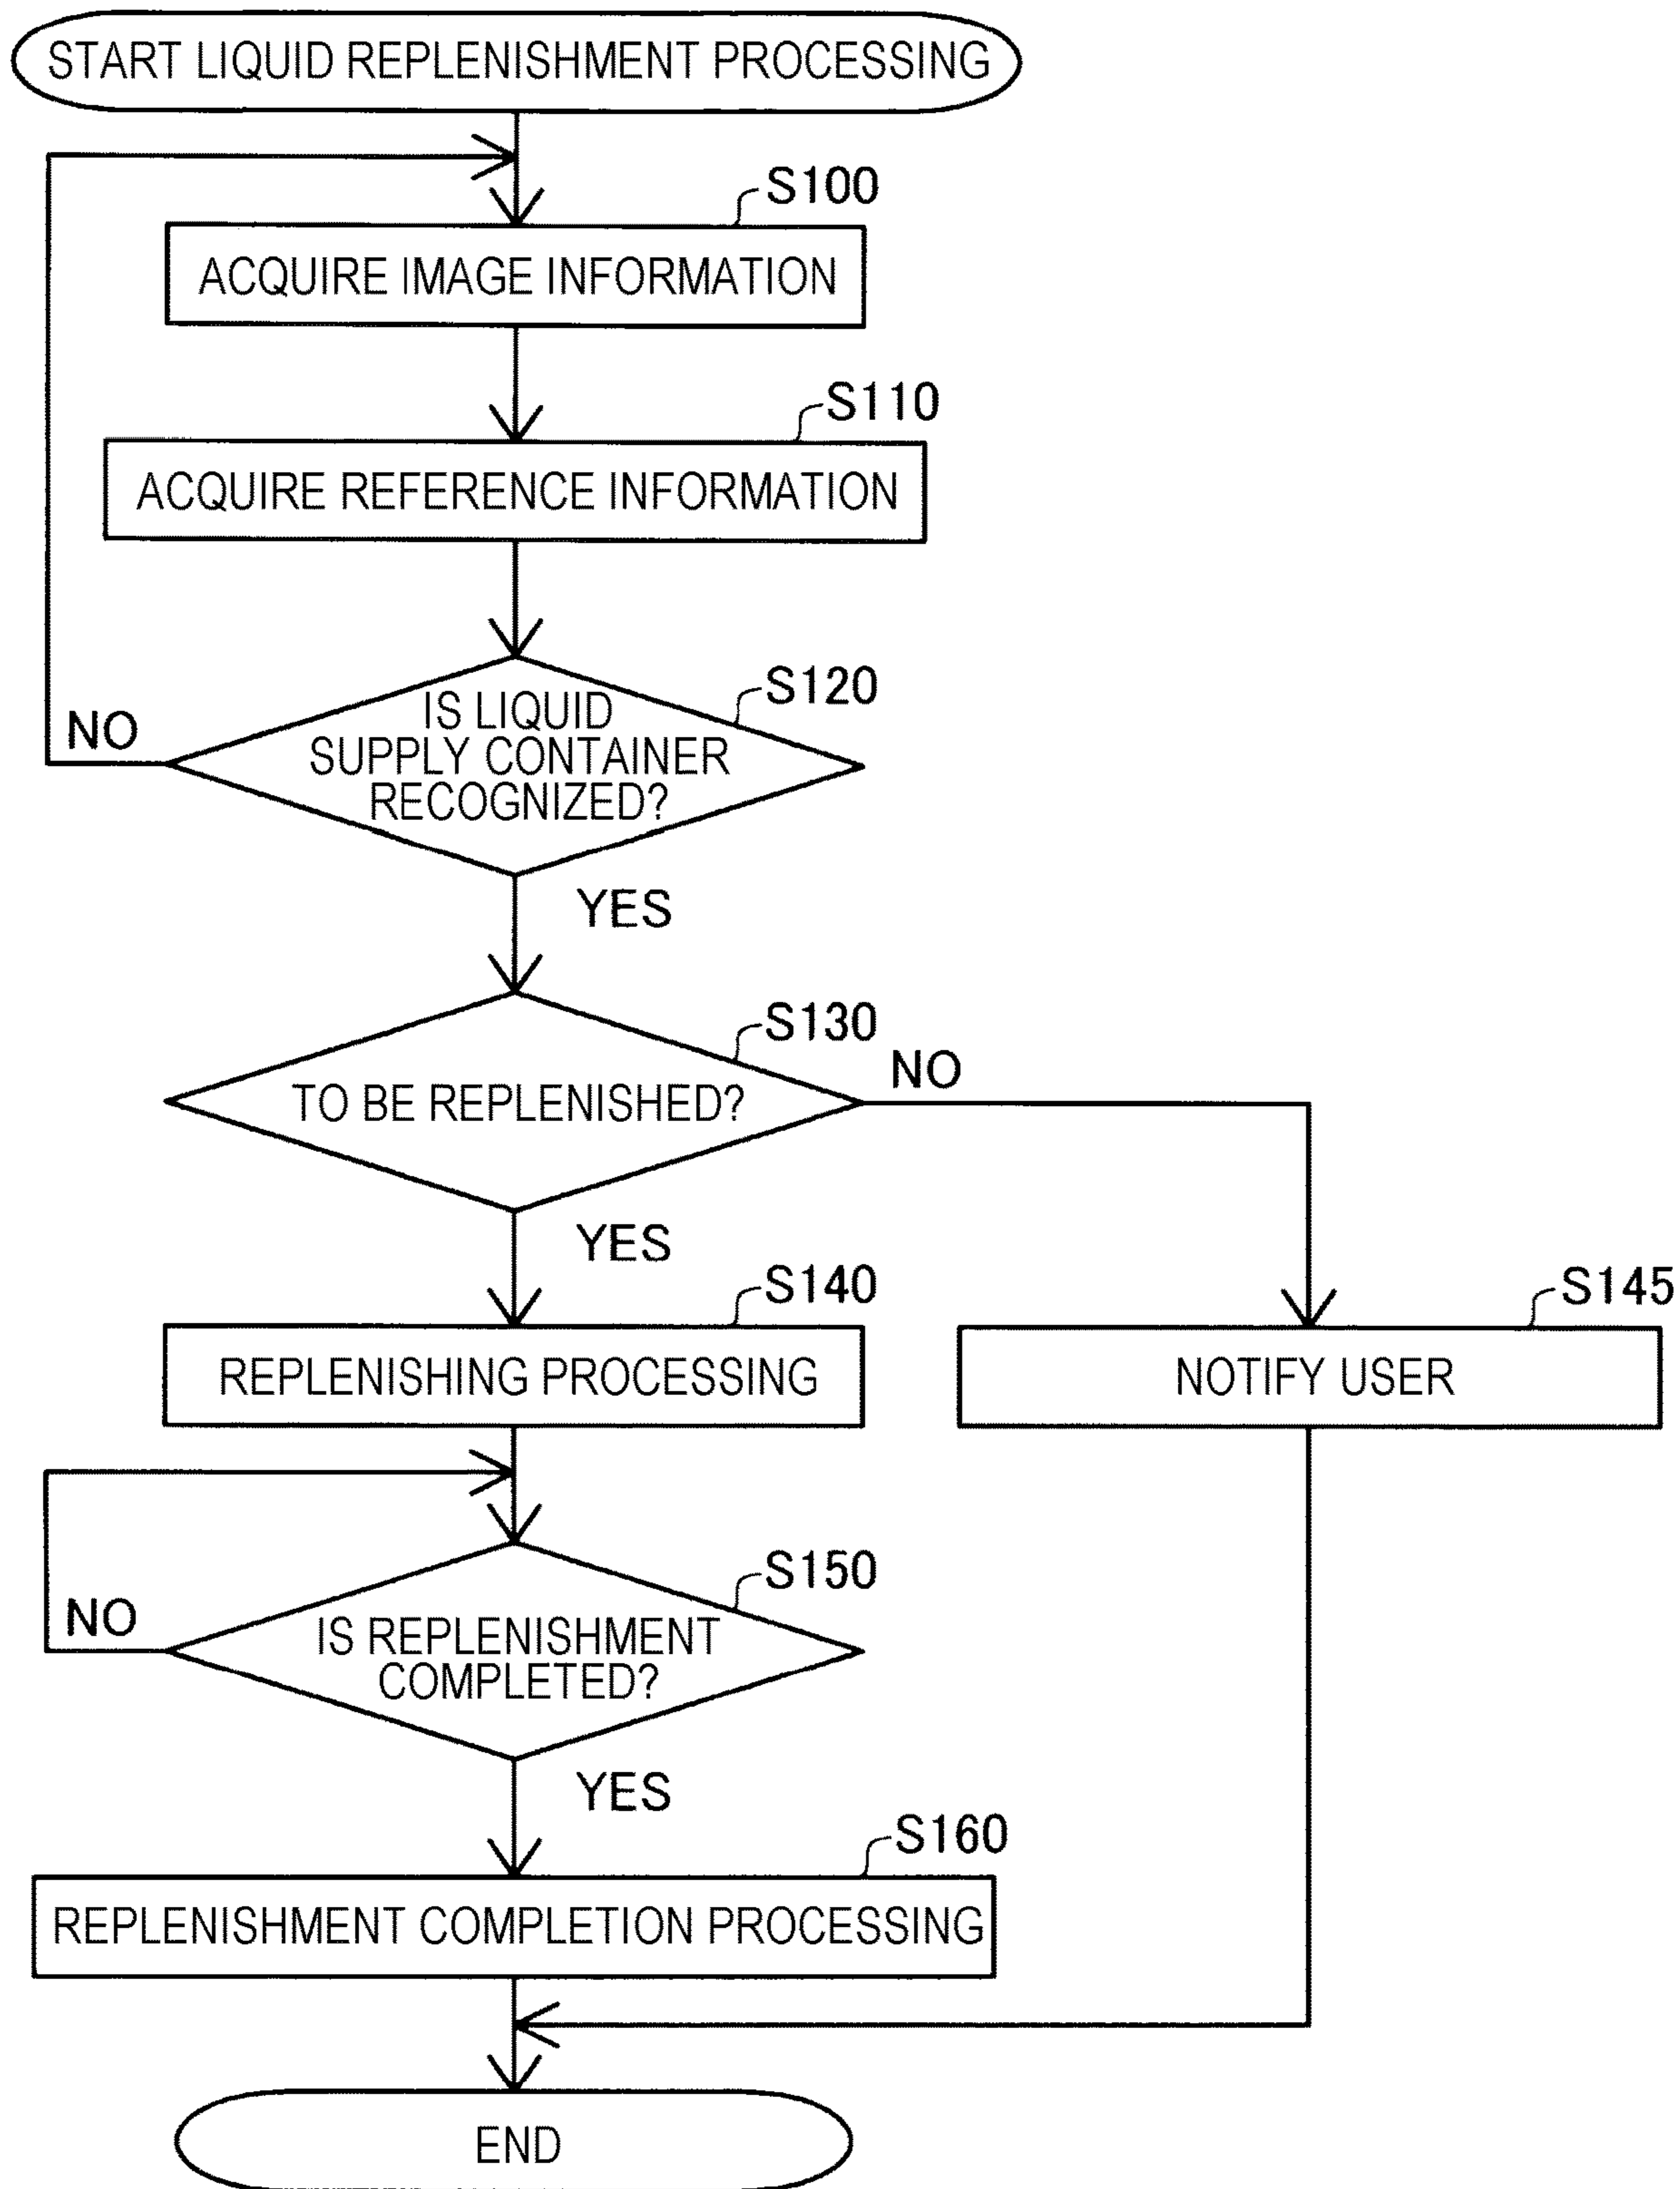 START LIQUID REPLENISHMENT PROCESSING
S100
ACQUIRE IMAGE INFORMATION
S110
ACQUIRE REFERENCE INFORMATION
S120
IS LIQUID
SUPPLY CONTAINER
RECOGNIZED?
NO
YES
S130
TO BE REPLENISHED?
NO
YES
S140
REPLENISHING PROCESSING
S145
NOTIFY USER
S150
IS REPLENISHMENT
COMPLETED?
NO
YES
S160
REPLENISHMENT COMPLETION PROCESSING
END